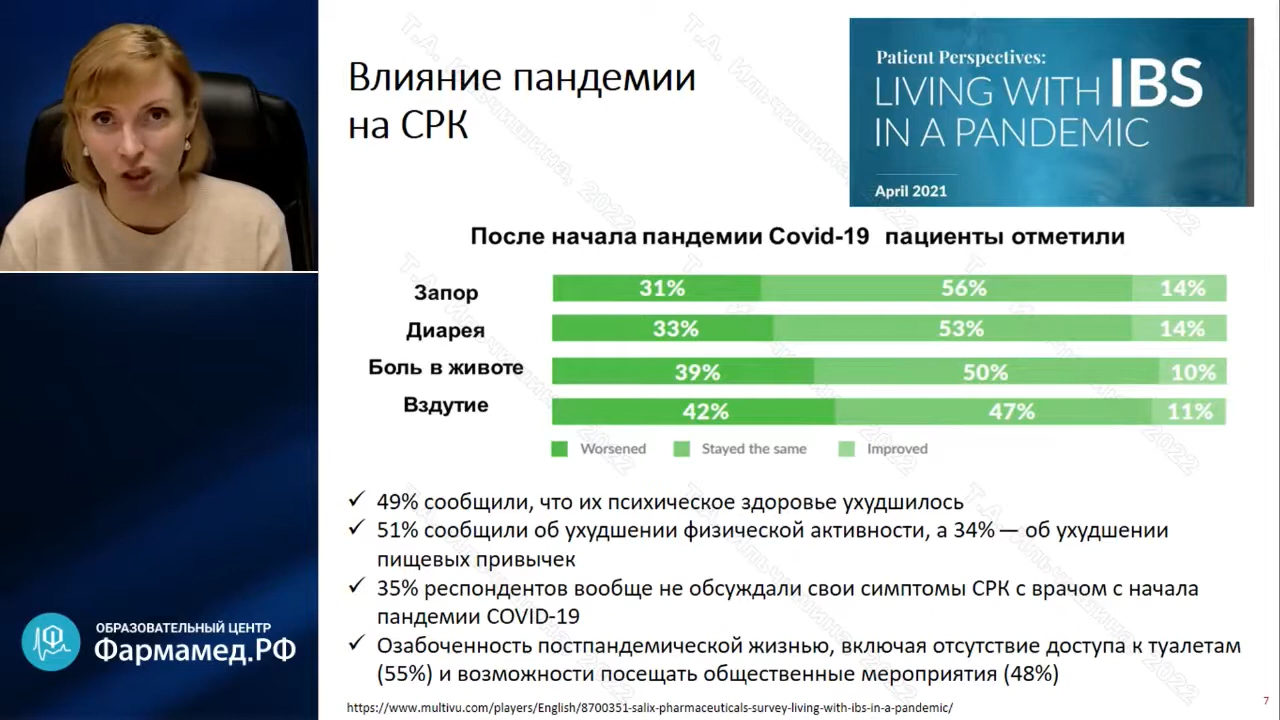 Влияние пандемии
на СРК
Patient Perspectives:
LIVING WITH IBS
IN A PANDEMIC
April 2021
После начала пандемии Covid-19 пациенты отметили
Запор 31% 56% 14%
Диарея 33% 53% 14%
Боль в животе 39% 50% 10%
Вздутие 42% 47% 11%
Worsened Stayed the same Improved
✓ 49% сообщили, что их психическое здоровье ухудшилось
✓ 51% сообщили об ухудшении физической активности, а 34% — об ухудшении
пищевых привычек
✓ 35% респондентов вообще не обсуждали свои симптомы СРК с врачом с начала
пандемии COVID-19
✓ Озабоченность постпандемической жизнью, включая отсутствие доступа к туалетам
(55%) и возможности посещать общественные мероприятия (48%)
https://www.multivu.com/players/English/8700351-salix-pharmaceuticals-survey-living-with-ibs-in-a-pandemic/
7
ОБРАЗОВАТЕЛЬНЫЙ ЦЕНТР
Фармамед.РФ
Т.А. Ильчишина, 2022